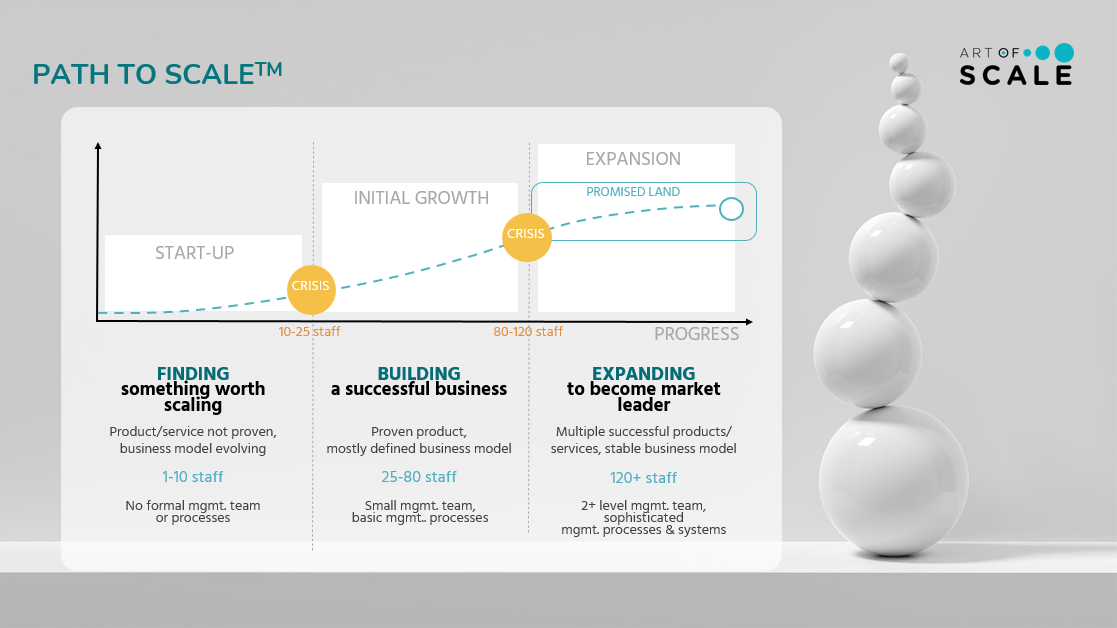 PATH TO SCALE™
ART OF
SCALE
EXPANSION
PROMISED LAND
INITIAL GROWTH
START-UP
CRISIS
CRISIS
10-25 staff
80-120 staff
PROGRESS
FINDING
something worth
scaling
Product/service not proven,
business model evolving
1-10 staff
No formal mgmt. team
or processes
BUILDING
a successful business
Proven product,
mostly defined business model
25-80 staff
Small mgmt. team,
basic mgmt.. processes
EXPANDING
to become market
leader
Multiple successful products/
services, stable business model
120+ staff
2+ level mgmt. team,
sophisticated
mgmt. processes & systems